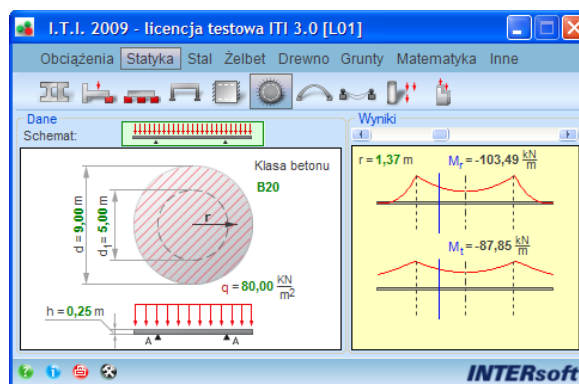 I.T.I. 2009 - licencja testowa ITI 3.0 [L01]
Obciążenia Statyka Stal Żelbet Drewno Grunty Matematyka Inne
Dane
Schemat:
Klasa betonu
B20
d = 9,00 m
d1 = 5,00 m
r
q = 80,00 KN/m2
h = 0,25 m
A A
Wyniki
r = 1,37 m Mr = -103,49 kN/m
Mt = -87,85 kN/m
INTERsoft